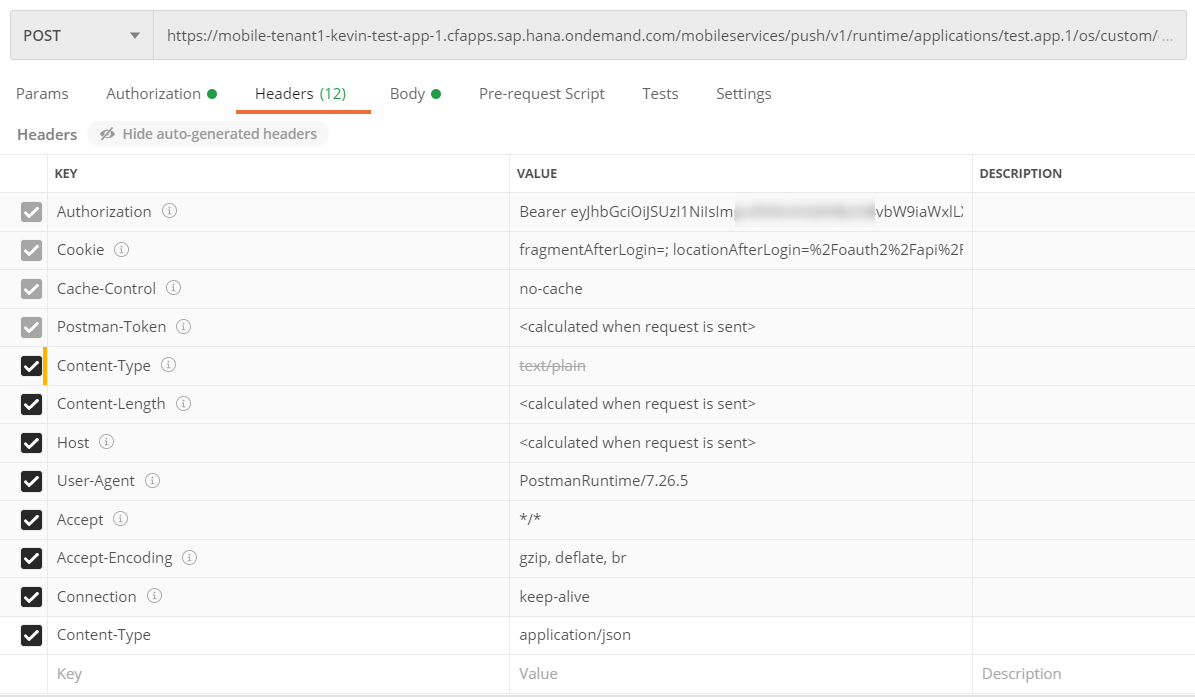 POST https://mobile-tenant1-kevin-test-app-1.cfapps.sap.hana.ondemand.com/mobileservices/push/v1/runtime/applications/test.app.1/os/custom/ ...
Params Authorization Headers (12) Body Pre-request Script Tests Settings
Headers Hide auto-generated headers
KEY VALUE DESCRIPTION
Authorization Bearer
Cookie fragmentAfterLogin=; locationAfterLogin=%2Foauth2%2Fapi%2F
Cache-Control no-cache
Postman-Token <calculated when request is sent>
Content-Type text/plain
Content-Length <calculated when request is sent>
Host <calculated when request is sent>
User-Agent PostmanRuntime/7.26.5
Accept */*
Accept-Encoding gzip, deflate, br
Connection keep-alive
Content-Type application/json
Key Value Description